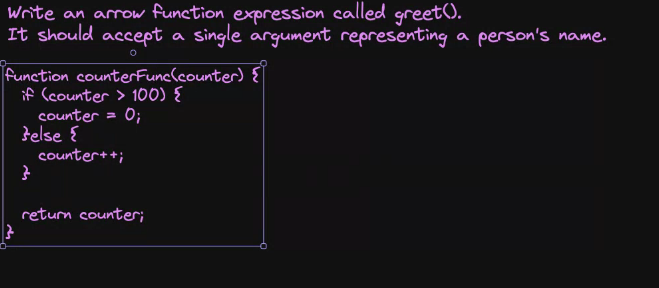 Write an arrow function expression called greet().
It should accept a single argument representing a person's name.
function counterFunc(counter) {
if (counter > 100) {
counter = 0;
}else {
counter++;
}
return counter;
}